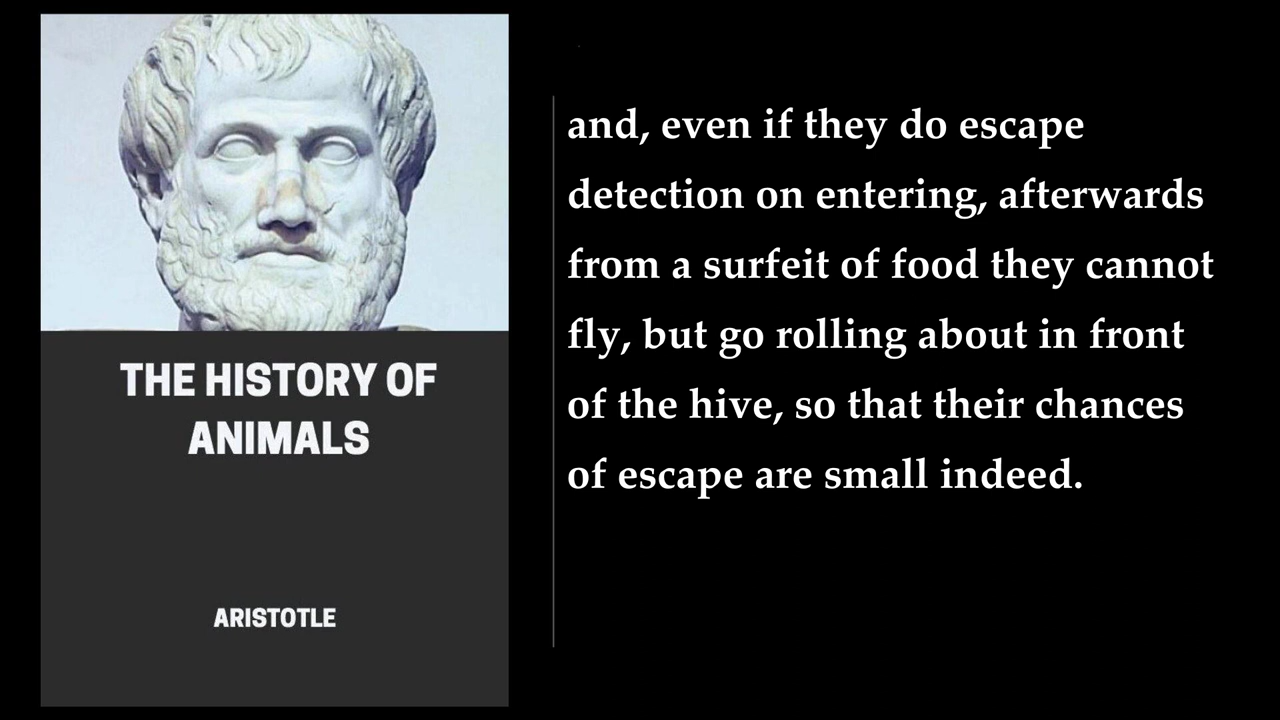 THE HISTORY OF
ANIMALS
ARISTOTLE
and, even if they do escape
detection on entering, afterwards
from a surfeit of food they cannot
fly, but go rolling about in front
of the hive, so that their chances
of escape are small indeed.